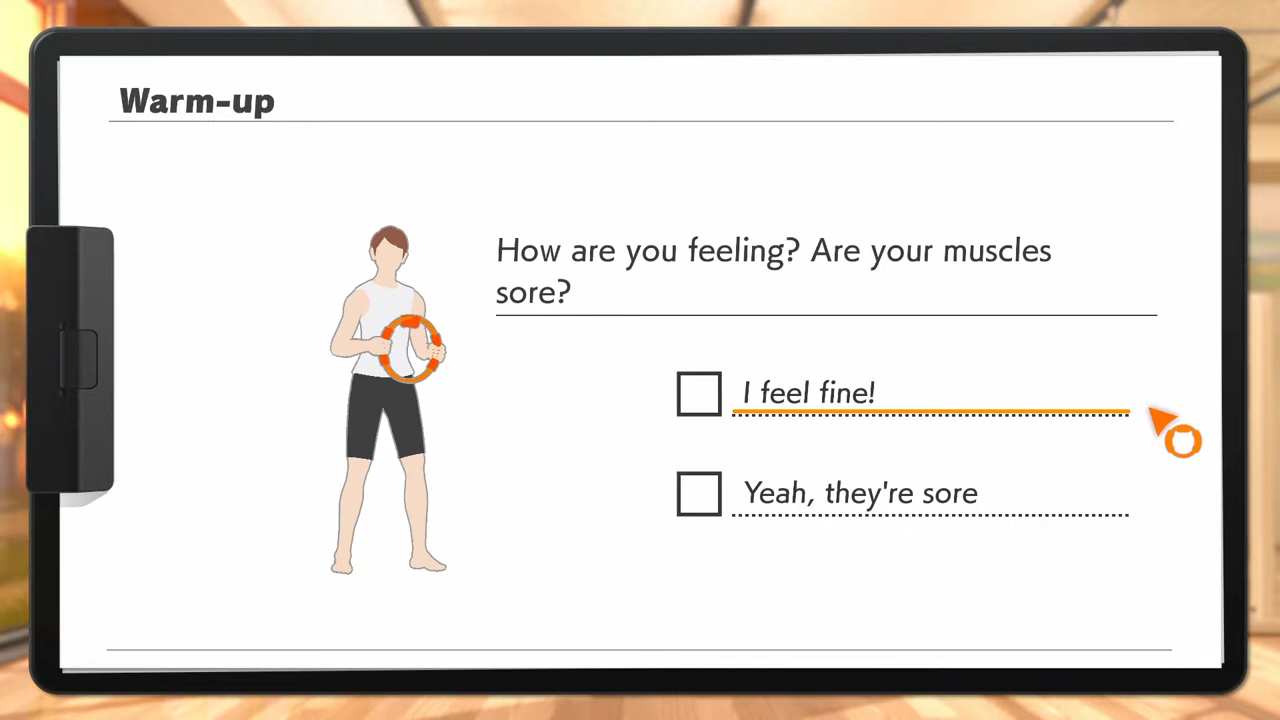 Warm-up
How are you feeling? Are your muscles
sore?
I feel fine!
Yeah, they're sore